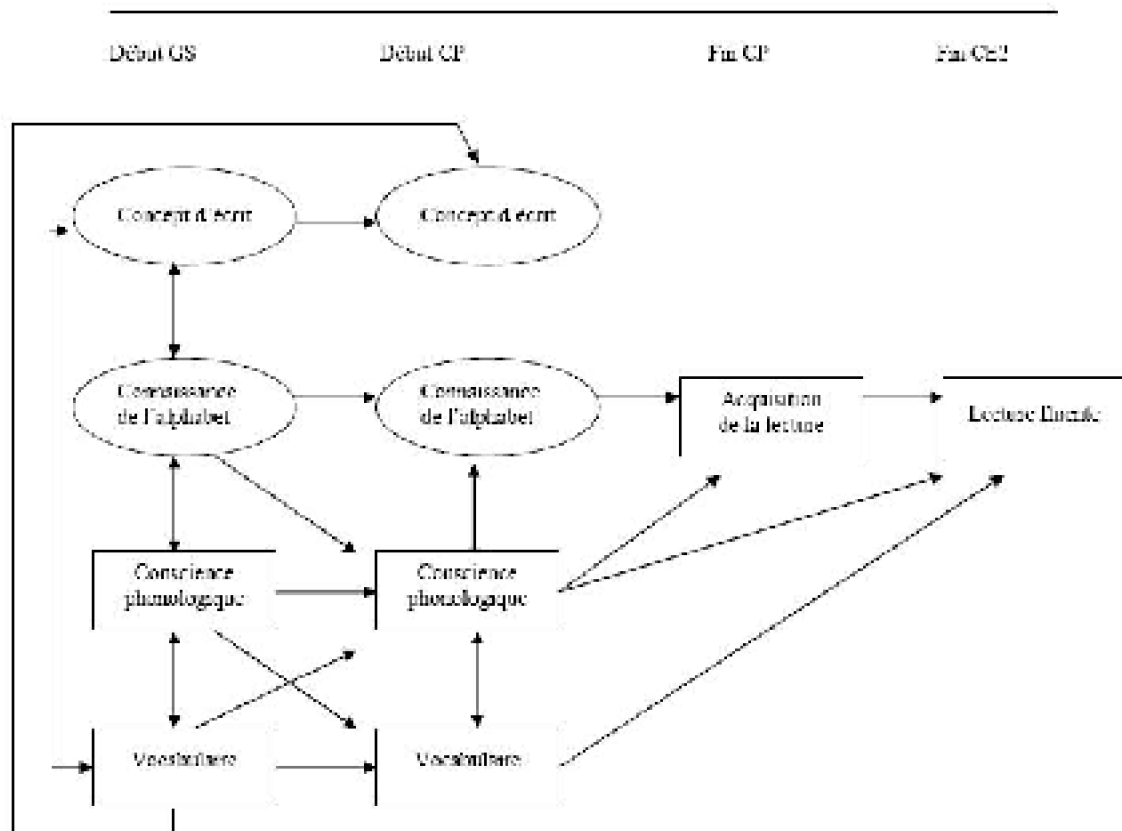 Début GS
Début CP
Fin CP
Fin CE2
Concept d'écrit
Concept d'écrit
Connaissance
de l'alphabet
Connaissance
de l'alphabet
Acquisition
de la lecture
Lecture fluente
Conscience
phonologique
Conscience
phonologique
Vocabulaire
Vocabulaire